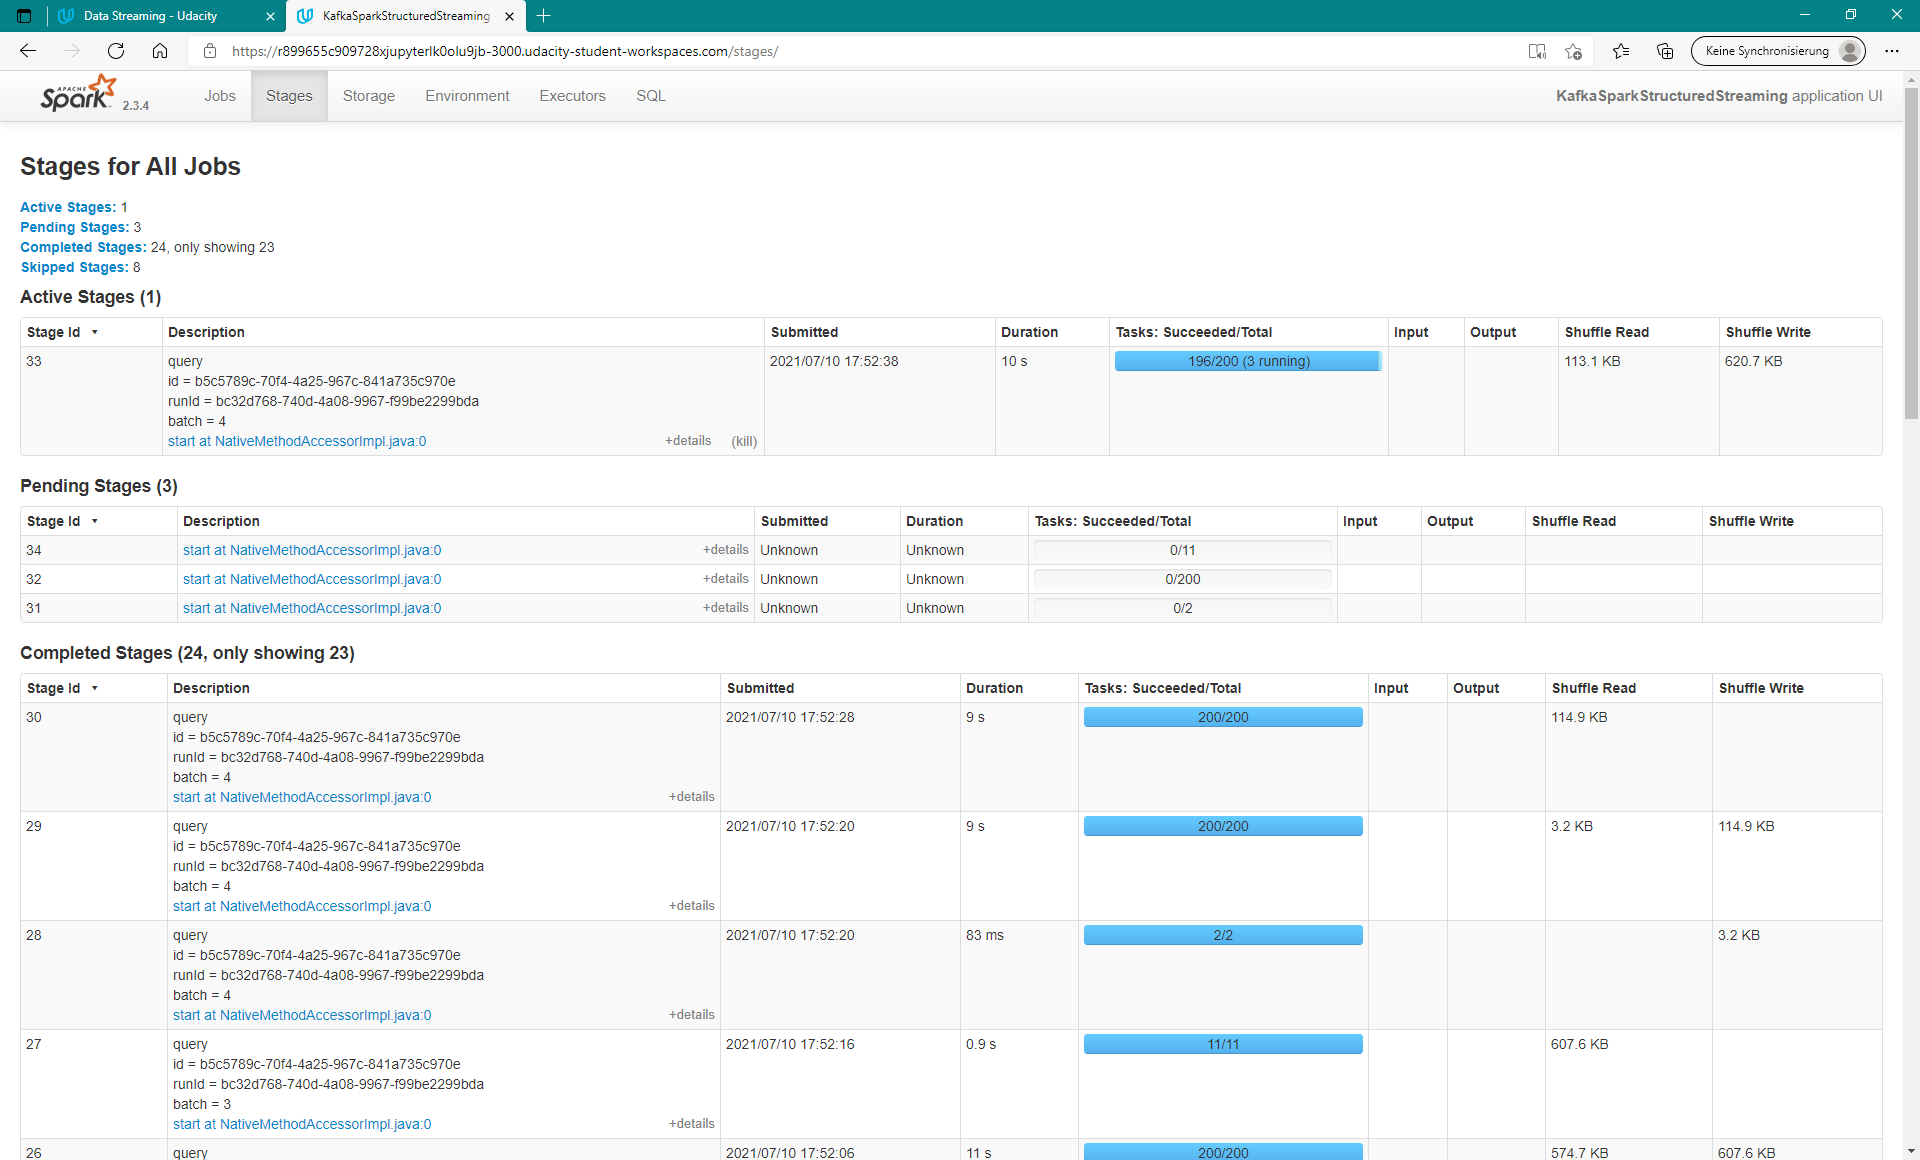 Data Streaming - Udacity
KafkaSparkStructuredStreaming
https://r899655c909728xjupyterlk0olu9jb-3000.udacity-student-workspaces.com/stages/
Keine Synchronisierung
APACHE Spark 2.3.4 Jobs Stages Storage Environment Executors SQL KafkaSparkStructuredStreaming application UI
Stages for All Jobs
Active Stages: 1
Pending Stages: 3
Completed Stages: 24, only showing 23
Skipped Stages: 8
Active Stages (1)
Stage Id ▾ Description Submitted Duration Tasks: Succeeded/Total Input Output Shuffle Read Shuffle Write
33 query 2021/07/10 17:52:38 10 s 196/200 (3 running) 113.1 KB 620.7 KB
id = b5c5789c-70f4-4a25-967c-841a735c970e
runId = bc32d768-740d-4a08-9967-f99be2299bda
batch = 4
start at NativeMethodAccessorImpl.java:0 +details (kill)
Pending Stages (3)
Stage Id ▾ Description Submitted Duration Tasks: Succeeded/Total Input Output Shuffle Read Shuffle Write
34 start at NativeMethodAccessorImpl.java:0 +details Unknown Unknown 0/11
32 start at NativeMethodAccessorImpl.java:0 +details Unknown Unknown 0/200
31 start at NativeMethodAccessorImpl.java:0 +details Unknown Unknown 0/2
Completed Stages (24, only showing 23)
Stage Id ▾ Description Submitted Duration Tasks: Succeeded/Total Input Output Shuffle Read Shuffle Write
30 query 2021/07/10 17:52:28 9 s 200/200 114.9 KB
id = b5c5789c-70f4-4a25-967c-841a735c970e
runId = bc32d768-740d-4a08-9967-f99be2299bda
batch = 4
start at NativeMethodAccessorImpl.java:0 +details
29 query 2021/07/10 17:52:20 9 s 200/200 3.2 KB 114.9 KB
id = b5c5789c-70f4-4a25-967c-841a735c970e
runId = bc32d768-740d-4a08-9967-f99be2299bda
batch = 4
start at NativeMethodAccessorImpl.java:0 +details
28 query 2021/07/10 17:52:20 83 ms 2/2 3.2 KB
id = b5c5789c-70f4-4a25-967c-841a735c970e
runId = bc32d768-740d-4a08-9967-f99be2299bda
batch = 4
start at NativeMethodAccessorImpl.java:0 +details
27 query 2021/07/10 17:52:16 0.9 s 11/11 607.6 KB
id = b5c5789c-70f4-4a25-967c-841a735c970e
runId = bc32d768-740d-4a08-9967-f99be2299bda
batch = 3
start at NativeMethodAccessorImpl.java:0 +details
26 query 2021/07/10 17:52:06 11 s 200/200 574.7 KB 607.6 KB